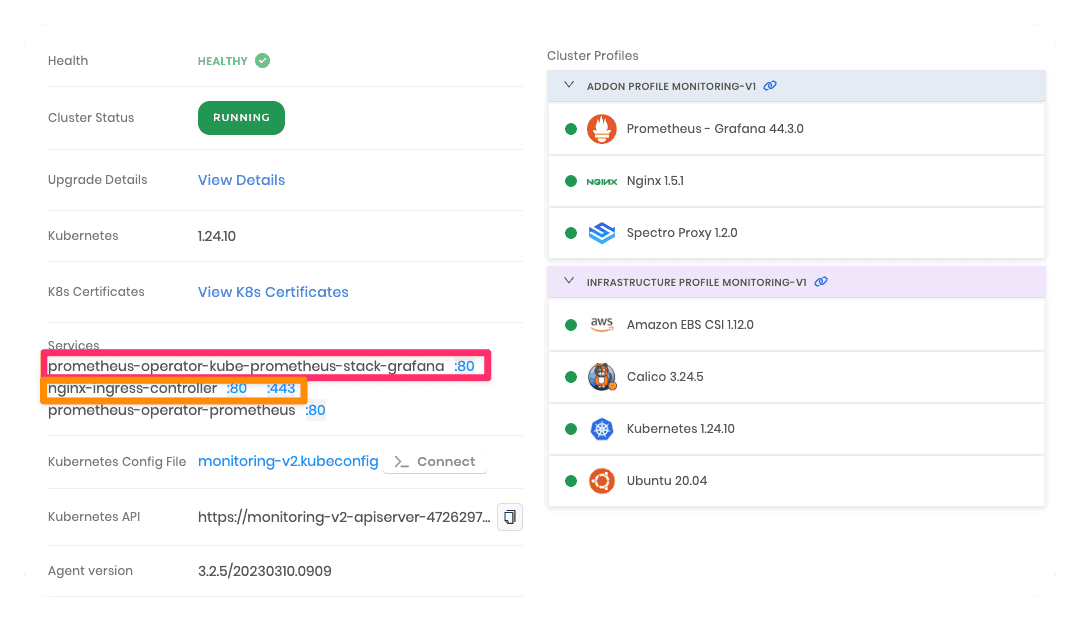 Health HEALTHY
Cluster Status RUNNING
Upgrade Details View Details
Kubernetes 1.24.10
K8s Certificates View K8s Certificates
Services
prometheus-operator-kube-prometheus-stack-grafana :80
nginx-ingress-controller :80 :443
prometheus-operator-prometheus :80
Kubernetes Config File monitoring-v2.kubeconfig Connect
Kubernetes API https://monitoring-v2-apiserver-4726297...
Agent version 3.2.5/20230310.0909
Cluster Profiles
ADDON PROFILE MONITORING-V1
Prometheus - Grafana 44.3.0
NGINX Nginx 1.5.1
Spectro Proxy 1.2.0
INFRASTRUCTURE PROFILE MONITORING-V1
aws Amazon EBS CSI 1.12.0
Calico 3.24.5
Kubernetes 1.24.10
Ubuntu 20.04